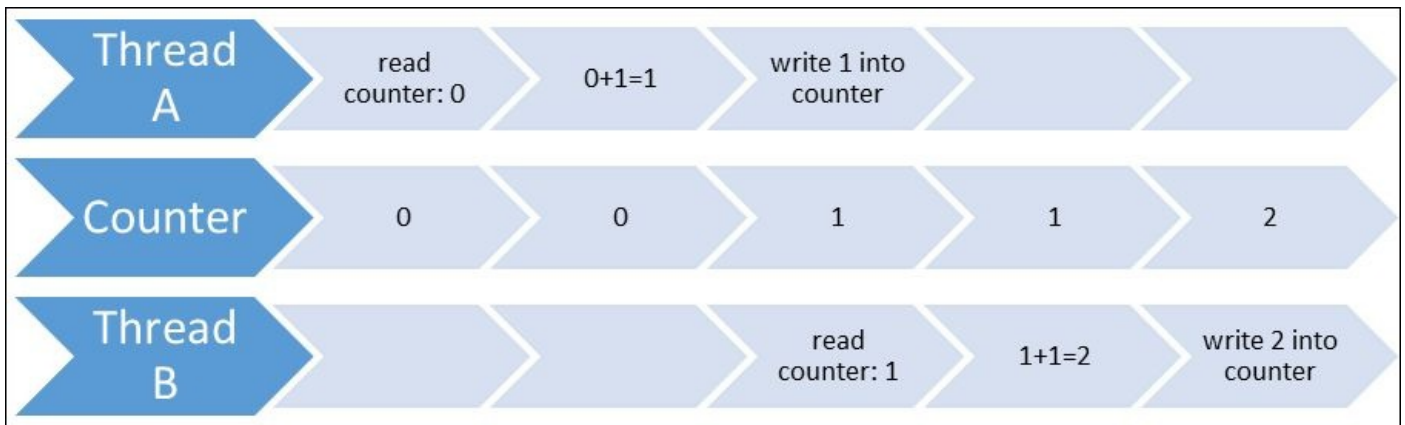 Thread
A
read
counter: 0
0+1=1
write 1 into
counter
Counter
0
0
1
1
2
Thread
B
read
counter: 1
1+1=2
write 2 into
counter